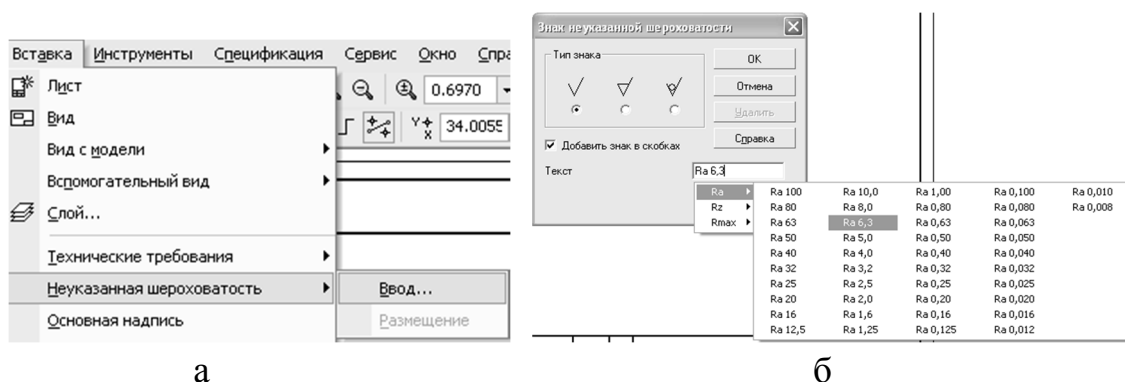 Вставка Инструменты Спецификация Сервис Окно Спра
Лист
Вид
Вид с модели
Вспомогательный вид
Слой...
Технические требования
Неуказанная шероховатость
Основная надпись
0.6970
Y X 34.0055
Ввод...
Размещение
а
Знак неуказанной шероховатости
Тип знака
OK
Отмена
Удалить
Справка
Добавить знак в скобках
Текст Ra 6,3
Ra
Rz
Rmax
Ra 100 Ra 10,0 Ra 1,00 Ra 0,100 Ra 0,010
Ra 80 Ra 8,0 Ra 0,80 Ra 0,080 Ra 0,008
Ra 63 Ra 6,3 Ra 0,63 Ra 0,063
Ra 50 Ra 5,0 Ra 0,50 Ra 0,050
Ra 40 Ra 4,0 Ra 0,40 Ra 0,040
Ra 32 Ra 3,2 Ra 0,32 Ra 0,032
Ra 25 Ra 2,5 Ra 0,25 Ra 0,025
Ra 20 Ra 2,0 Ra 0,20 Ra 0,020
Ra 16 Ra 1,6 Ra 0,16 Ra 0,016
Ra 12,5 Ra 1,25 Ra 0,125 Ra 0,012
б